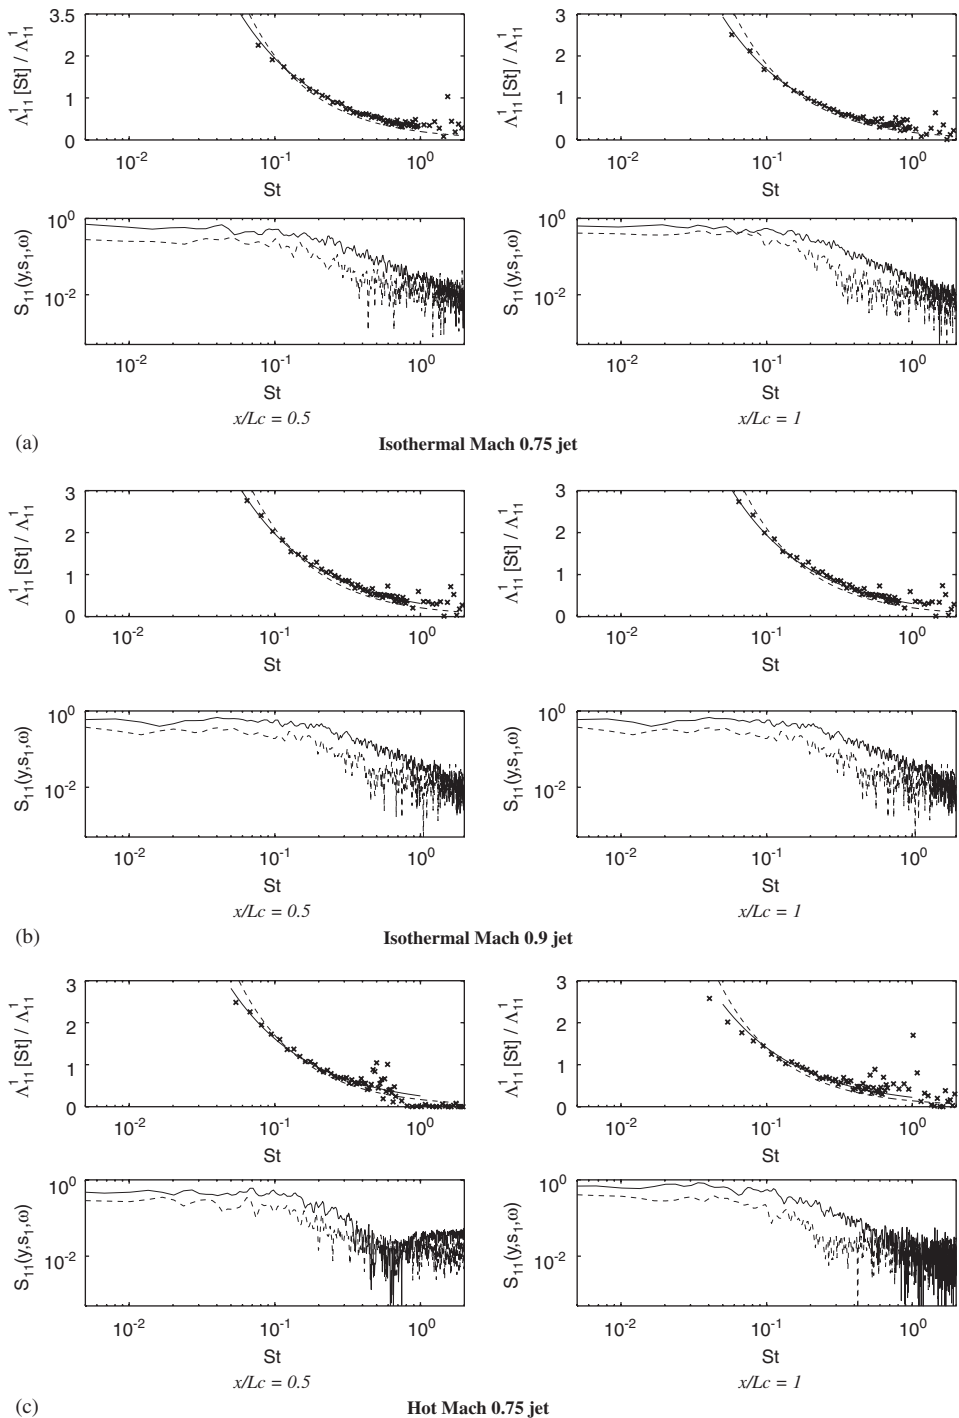 3.5
2
1
0
Λ¹₁₁ [St] / Λ¹₁₁
10⁻² 10⁻¹ 10⁰
St
3
2
1
0
Λ¹₁₁ [St] / Λ¹₁₁
10⁻² 10⁻¹ 10⁰
St
10⁰
10⁻²
S₁₁(y,s₁,ω)
10⁻² 10⁻¹ 10⁰
St
x/Lc = 0.5
10⁰
10⁻²
S₁₁(y,s₁,ω)
10⁻² 10⁻¹ 10⁰
St
x/Lc = 1
(a) Isothermal Mach 0.75 jet
3
2
1
0
Λ¹₁₁ [St] / Λ¹₁₁
10⁻² 10⁻¹ 10⁰
St
3
2
1
0
Λ¹₁₁ [St] / Λ¹₁₁
10⁻² 10⁻¹ 10⁰
St
10⁰
10⁻²
S₁₁(y,s₁,ω)
10⁻² 10⁻¹ 10⁰
St
x/Lc = 0.5
10⁰
10⁻²
S₁₁(y,s₁,ω)
10⁻² 10⁻¹ 10⁰
St
x/Lc = 1
(b) Isothermal Mach 0.9 jet
3
2
1
0
Λ¹₁₁ [St] / Λ¹₁₁
10⁻² 10⁻¹ 10⁰
St
3
2
1
0
Λ¹₁₁ [St] / Λ¹₁₁
10⁻² 10⁻¹ 10⁰
St
10⁰
10⁻²
S₁₁(y,s₁,ω)
10⁻² 10⁻¹ 10⁰
St
x/Lc = 0.5
10⁰
10⁻²
S₁₁(y,s₁,ω)
10⁻² 10⁻¹ 10⁰
St
x/Lc = 1
(c) Hot Mach 0.75 jet